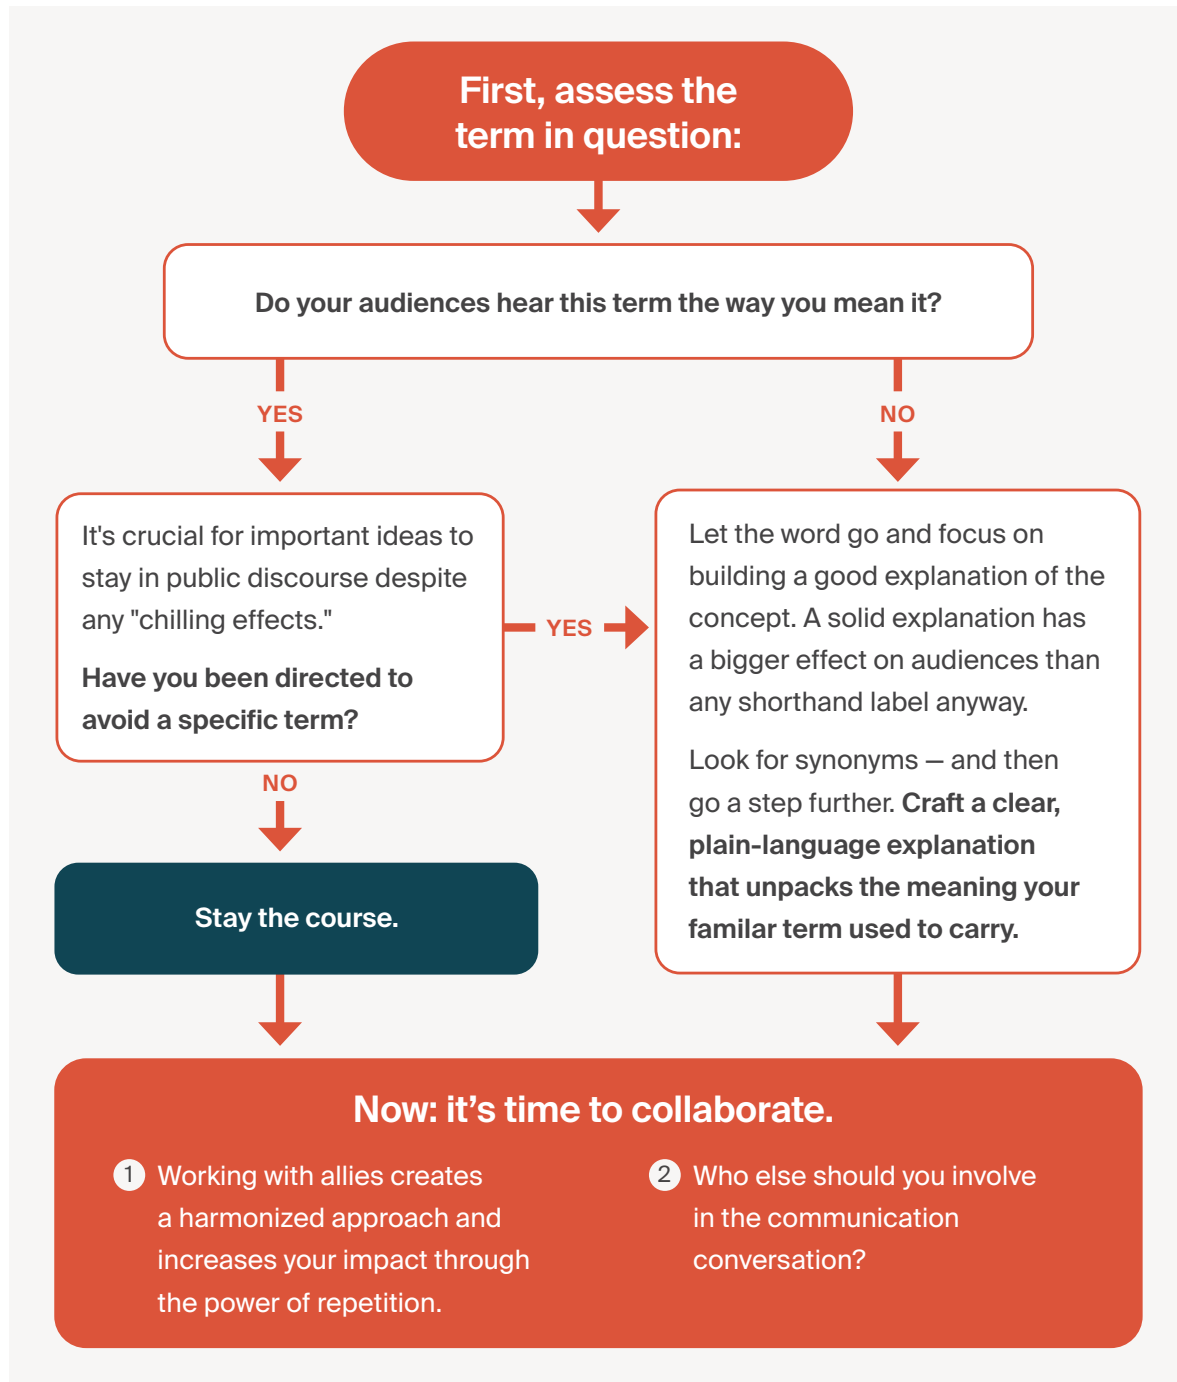 First, assess the
term in question:
Do your audiences hear this term the way you mean it?
YES
NO
It's crucial for important ideas to
stay in public discourse despite
any "chilling effects."
Have you been directed to
avoid a specific term?
YES
Let the word go and focus on
building a good explanation of the
concept. A solid explanation has
a bigger effect on audiences than
any shorthand label anyway.
Look for synonyms — and then
go a step further. Craft a clear,
plain-language explanation
that unpacks the meaning your
familar term used to carry.
NO
Stay the course.
Now: it’s time to collaborate.
1 Working with allies creates
a harmonized approach and
increases your impact through
the power of repetition.
2 Who else should you involve
in the communication
conversation?